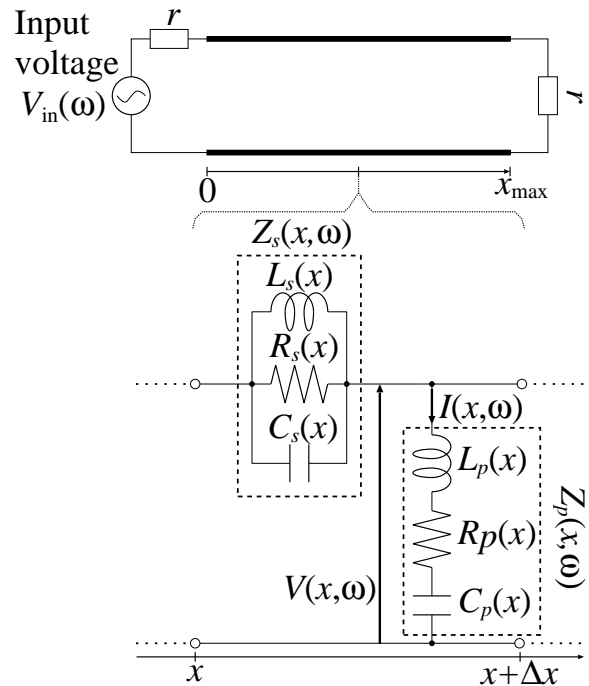 r
Input
voltage
V_in(ω)
r
0
x_max
Z_s(x,ω)
L_s(x)
R_s(x)
C_s(x)
I(x,ω)
L_p(x)
Rp(x)
C_p(x)
Z_p(x,ω)
V(x,ω)
x
x+Δx